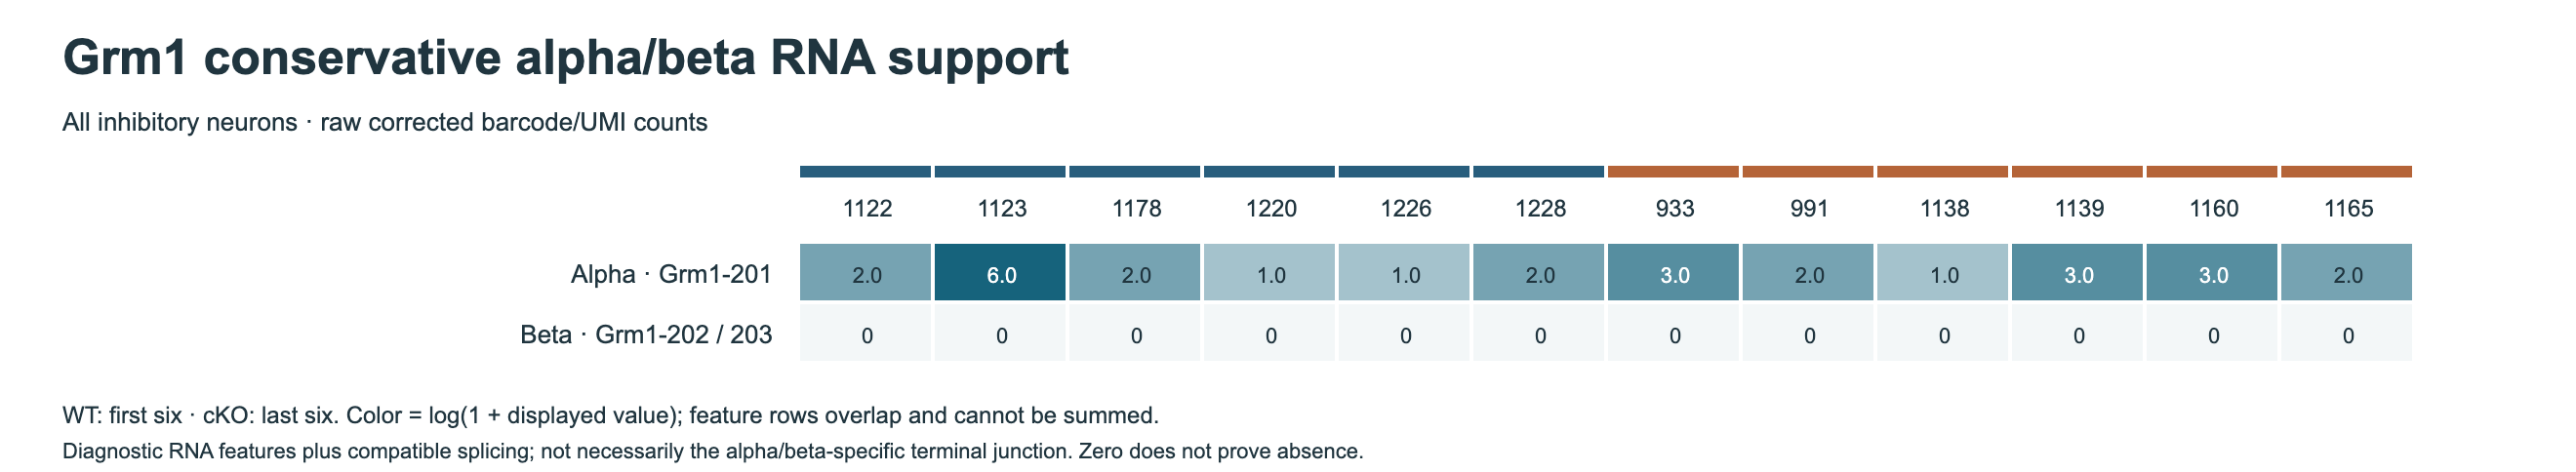 Grm1 conservative alpha/beta RNA support
All inhibitory neurons · raw corrected barcode/UMI counts
1122 1123 1178 1220 1226 1228 933 991 1138 1139 1160 1165
Alpha · Grm1-201 2.0 6.0 2.0 1.0 1.0 2.0 3.0 2.0 1.0 3.0 3.0 2.0
Beta · Grm1-202 / 203 0 0 0 0 0 0 0 0 0 0 0 0
WT: first six · cKO: last six. Color = log(1 + displayed value); feature rows overlap and cannot be summed.
Diagnostic RNA features plus compatible splicing; not necessarily the alpha/beta-specific terminal junction. Zero does not prove absence.